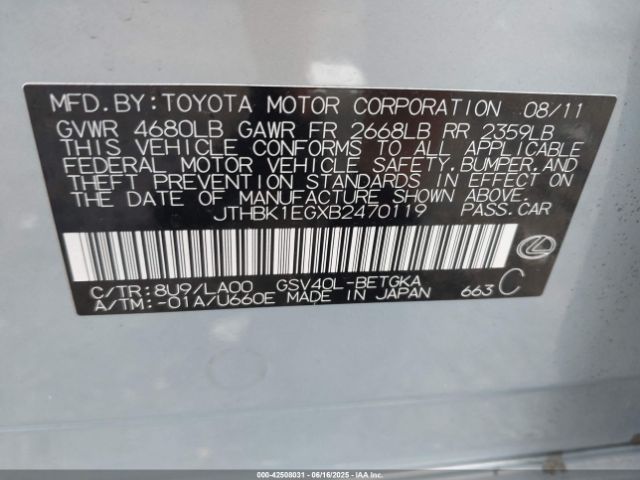 MFD. BY: TOYOTA MOTOR CORPORATION 08/11
GVWR 4680LB GAWR FR 2668LB RR 2359LB
THIS VEHICLE CONFORMS TO ALL APPLICABLE
FEDERAL MOTOR VEHICLE SAFETY, BUMPER, AND
THEFT PREVENTION STANDARDS IN EFFECT ON
THE DATE OF MANUFACTURE SHOWN ABOVE.
JTHBK1EGXB2470119 PASS. CAR
C/TR: 8U9/LA00 GSV40L-BETGKA
A/TM: -01A/U660E MADE IN JAPAN 663 C
000-42508031 - 06/16/2025 - IAAI.COM